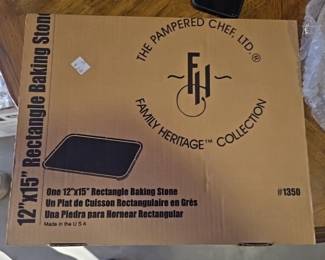 12"x15" Rectangle Baking Stone
THE PAMPERED CHEF, LTD®
FH
FAMILY HERITAGE™ COLLECTION
One 12"x15" Rectangle Baking Stone
Un Plat de Cuisson Rectangulaire en Grès
Una Piedra para Hornear Rectangular
Made in the U S A
#1350